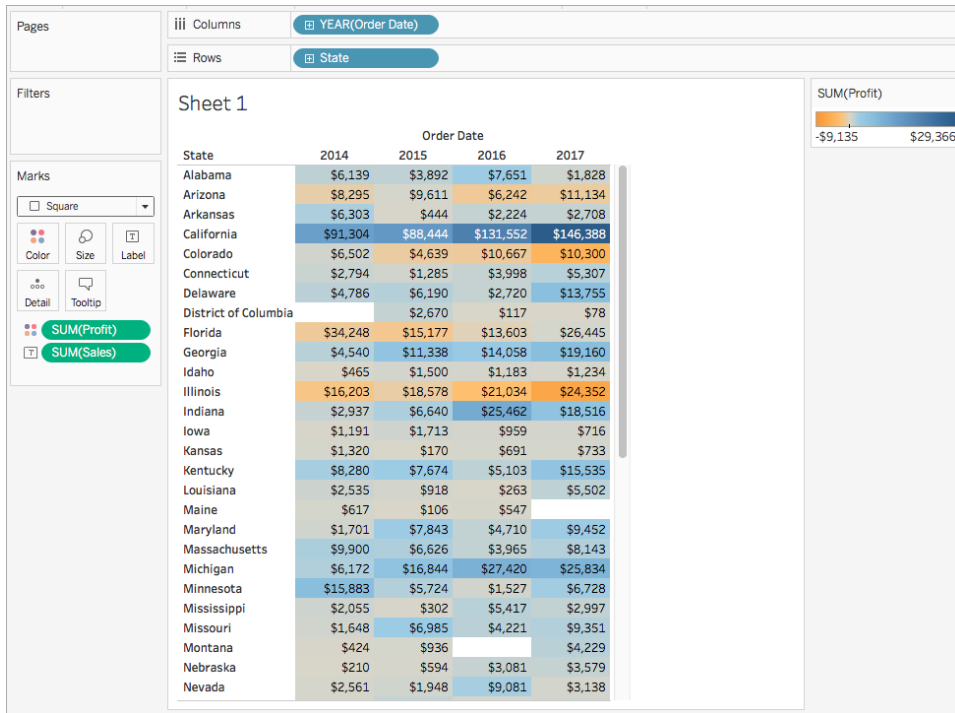 Pages
Columns
YEAR(Order Date)
Rows
State
Filters
Marks
Square
Color Size Label
Detail Tooltip
SUM(Profit)
T SUM(Sales)
Sheet 1
Order Date
State 2014 2015 2016 2017
Alabama $6,139 $3,892 $7,651 $1,828
Arizona $8,295 $9,611 $6,242 $11,134
Arkansas $6,303 $444 $2,224 $2,708
California $91,304 $88,444 $131,552 $146,388
Colorado $6,502 $4,639 $10,667 $10,300
Connecticut $2,794 $1,285 $3,998 $5,307
Delaware $4,786 $6,190 $2,720 $13,755
District of Columbia $2,670 $117 $78
Florida $34,248 $15,177 $13,603 $26,445
Georgia $4,540 $11,338 $14,058 $19,160
Idaho $465 $1,500 $1,183 $1,234
Illinois $16,203 $18,578 $21,034 $24,352
Indiana $2,937 $6,640 $25,462 $18,516
Iowa $1,191 $1,713 $959 $716
Kansas $1,320 $170 $691 $733
Kentucky $8,280 $7,674 $5,103 $15,535
Louisiana $2,535 $918 $263 $5,502
Maine $617 $106 $547
Maryland $1,701 $7,843 $4,710 $9,452
Massachusetts $9,900 $6,626 $3,965 $8,143
Michigan $6,172 $16,844 $27,420 $25,834
Minnesota $15,883 $5,724 $1,527 $6,728
Mississippi $2,055 $302 $5,417 $2,997
Missouri $1,648 $6,985 $4,221 $9,351
Montana $424 $936 $4,229
Nebraska $210 $594 $3,081 $3,579
Nevada $2,561 $1,948 $9,081 $3,138
SUM(Profit)
-$9,135 $29,366